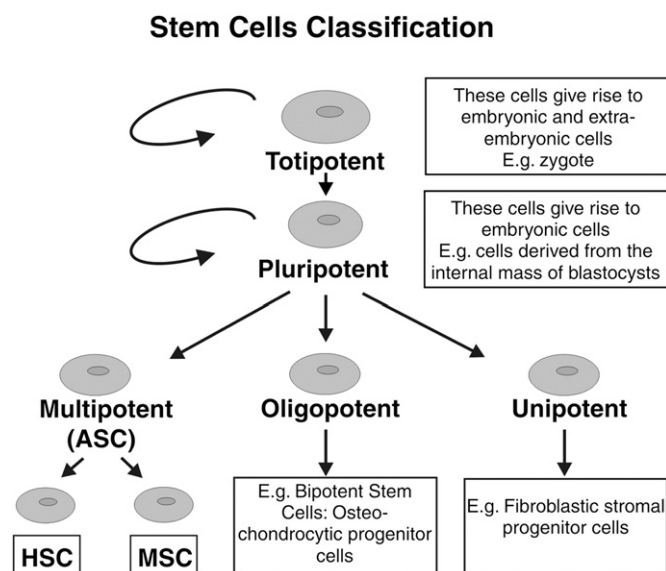 Stem Cells Classification
These cells give rise to
embryonic and extra-
embryonic cells
E.g. zygote
Totipotent
These cells give rise to
embryonic cells
E.g. cells derived from the
internal mass of blastocysts
Pluripotent
Multipotent
(ASC)
Oligopotent
Unipotent
HSC
MSC
E.g. Bipotent Stem
Cells: Osteo-
chondrocytic progenitor
cells
E.g. Fibroblastic stromal
progenitor cells